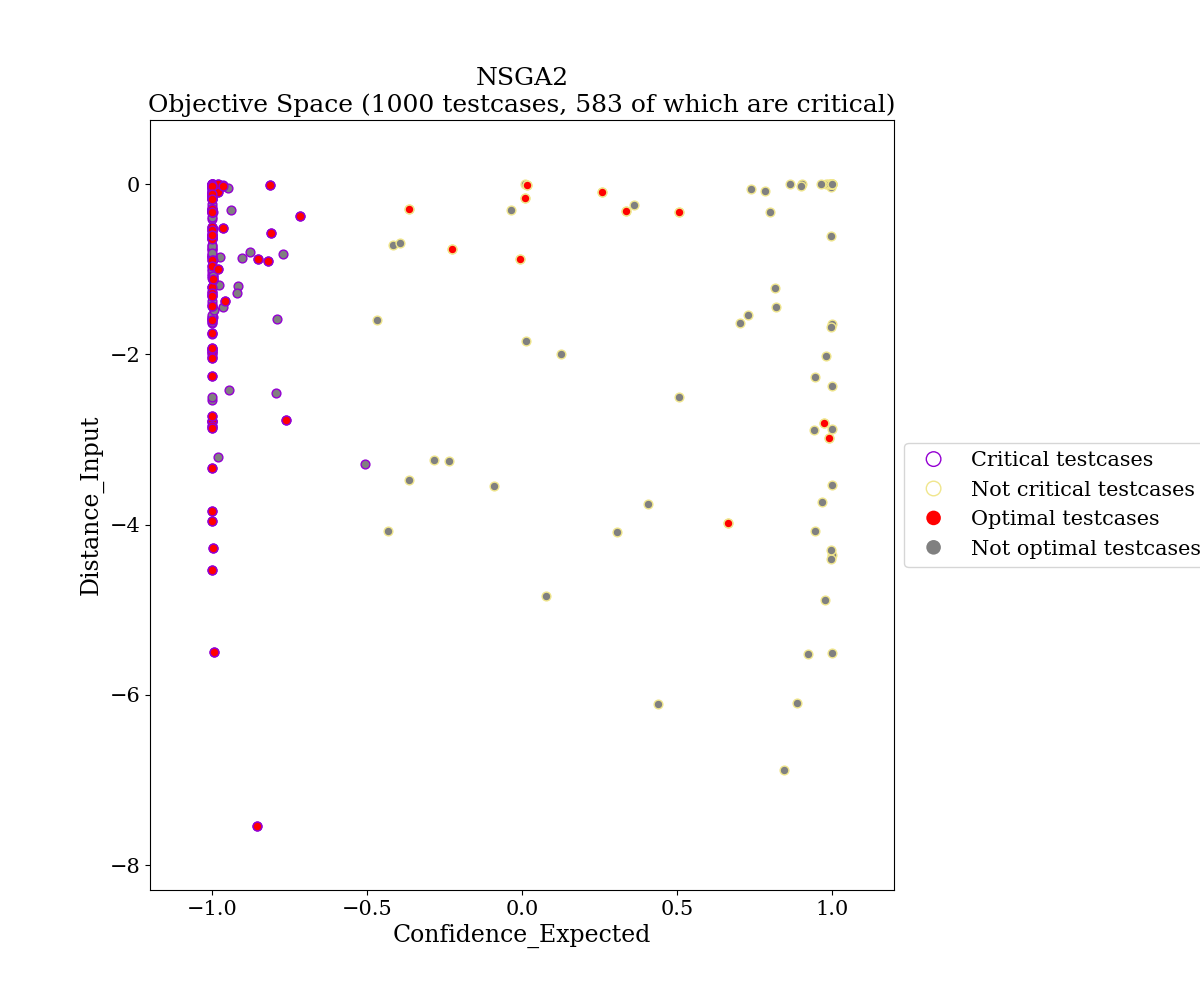 NSGA2
Objective Space (1000 testcases, 583 of which are critical)
0
−2
−4
−6
−8
Distance_Input
−1.0
−0.5
0.0
0.5
1.0
Confidence_Expected
Critical testcases
Not critical testcases
Optimal testcases
Not optimal testcases